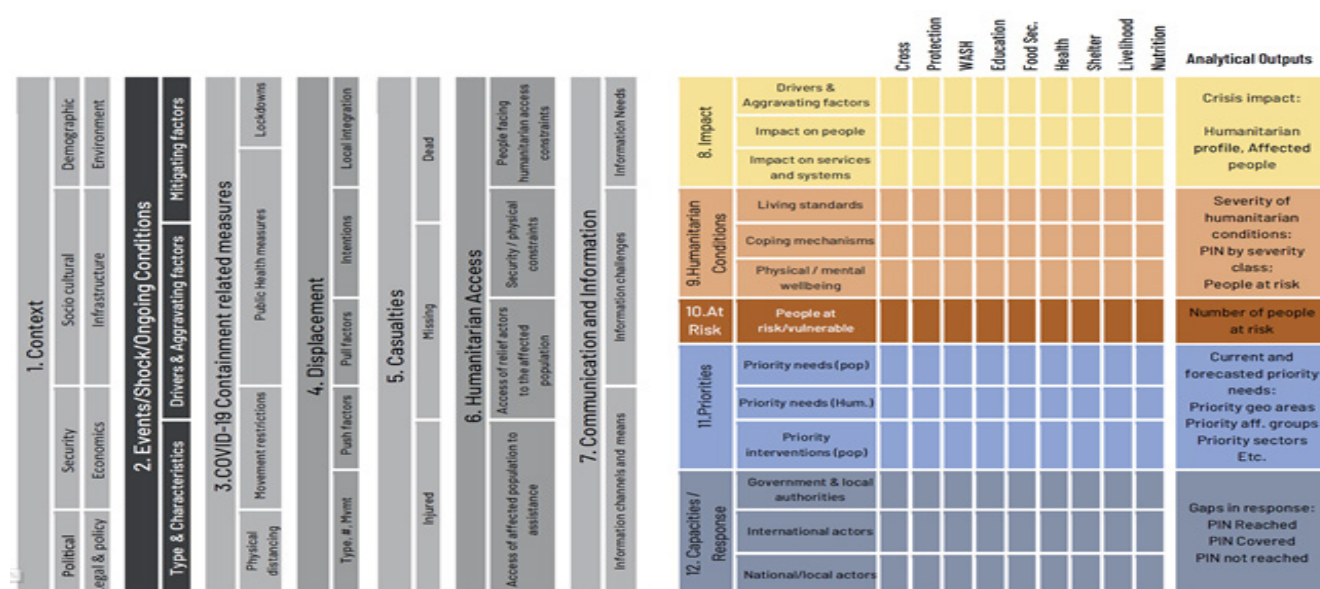 1. Context
Political
Security
Socio cultural
Demographic
Legal & policy
Economics
Infrastructure
Environment
2. Events/Shock/Ongoing Conditions
Type & Characteristics
Drivers & Aggravating factors
Mitigating factors
3.COVID-19 Containment related measures
Physical
distancing
Movement restrictions
Public Health measures
Lockdowns
4. Displacement
Type, #, Mvmt
Push factors
Pull factors
Intentions
Local integration
5. Casualties
Injured
Missing
Dead
6. Humanitarian Access
Access of affected population to
assistance
Access of relief actors
to the affected
population
Security / physical
constraints
People facing
humanitarian access
constraints
7. Communication and Information
Information channels and means
Information challenges
Information Needs
Cross
Protection
WASH
Education
Food Sec.
Health
Shelter
Livelihood
Nutrition
Analytical Outputs
8. Impact
Drivers &
Aggravating factors
Impact on people
Impact on services
and systems
Crisis impact:
Humanitarian
profile, Affected
people
9.Humanitarian
Conditions
Living standards
Coping mechanisms
Physical / mental
wellbeing
Severity of
humanitarian
conditions:
PIN by severity
class;
People at risk
10.At
Risk
People at
risk/vulnerable
Number of people
at risk
11.Priorities
Priority needs (pop)
Priority needs (Hum.)
Priority
interventions (pop)
Current and
forecasted priority
needs:
Priority geo areas
Priority aff. groups
Priority sectors
Etc.
12. Capacities /
Response
Government & local
authorities
International actors
National/local actors
Gaps in response:
PIN Reached
PIN Covered
PIN not reached